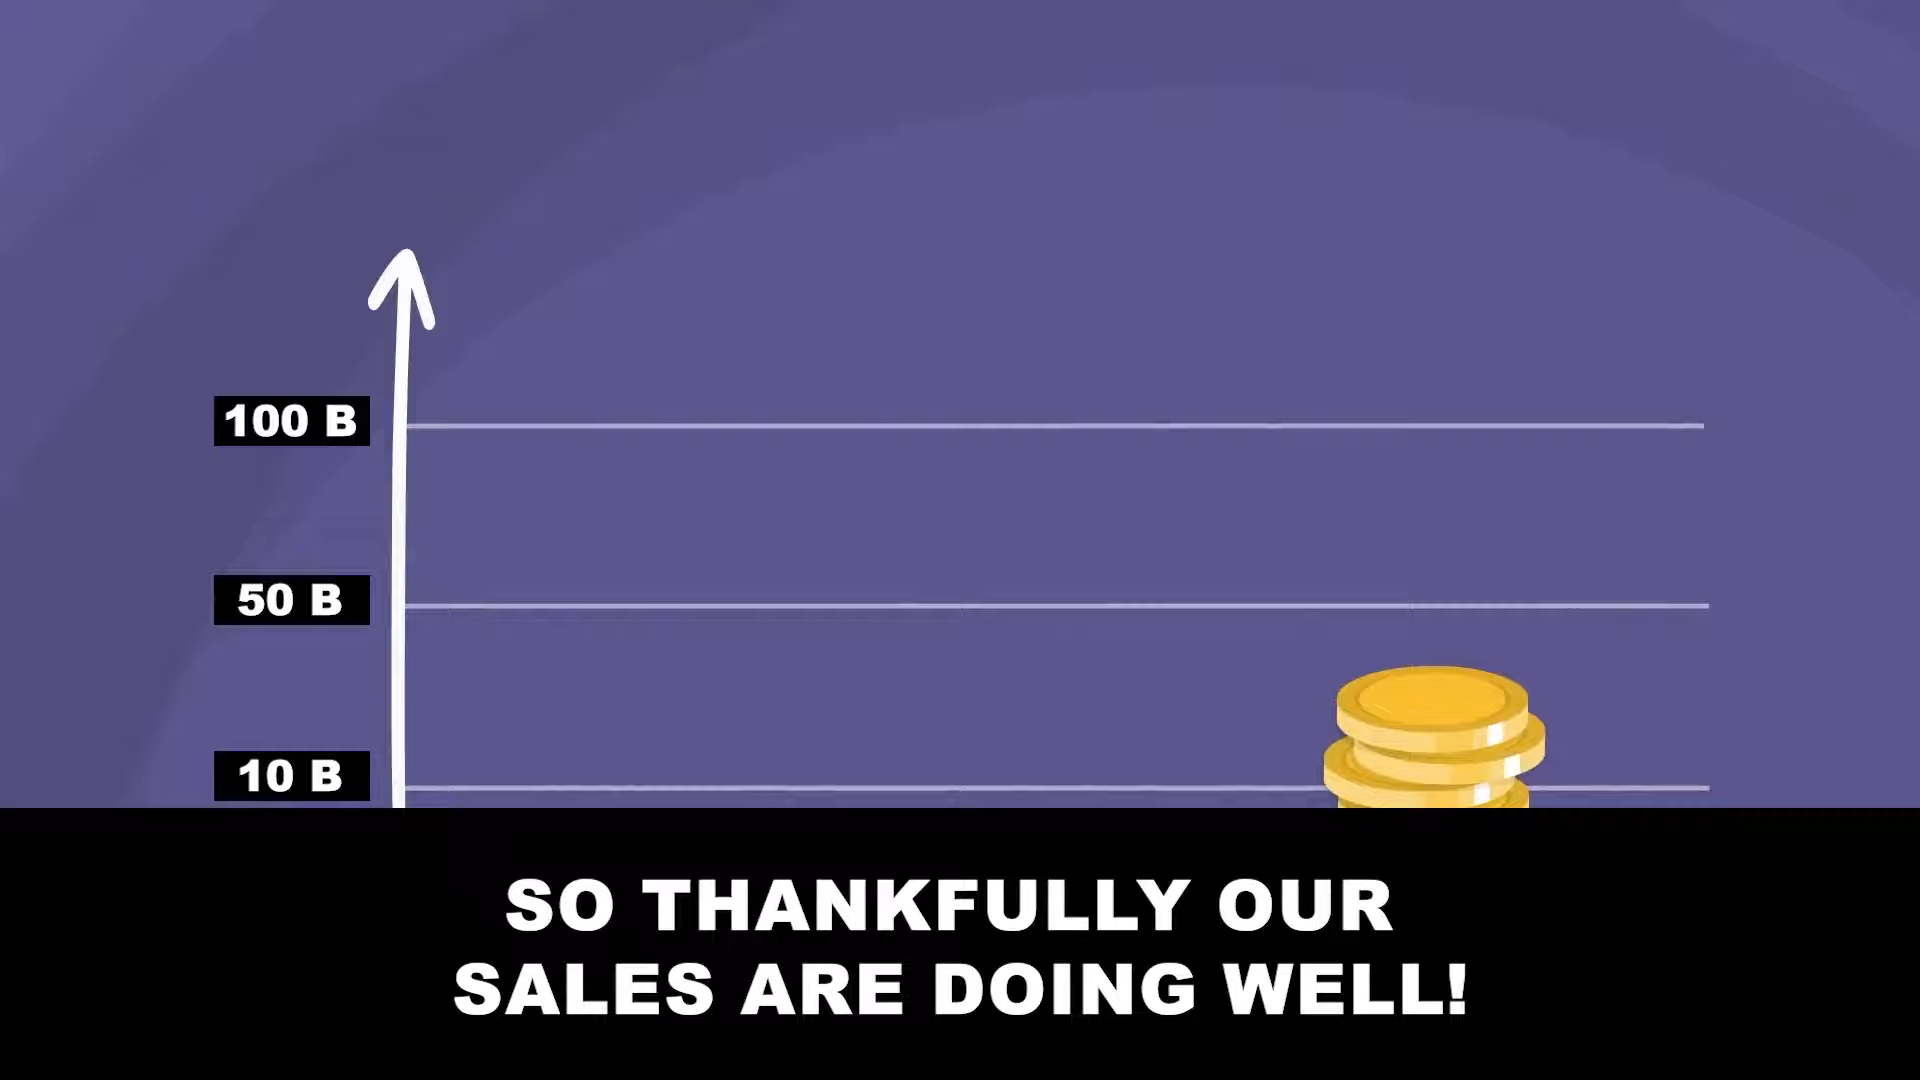 100 B
50 B
10 B
SO THANKFULLY OUR
SALES ARE DOING WELL!